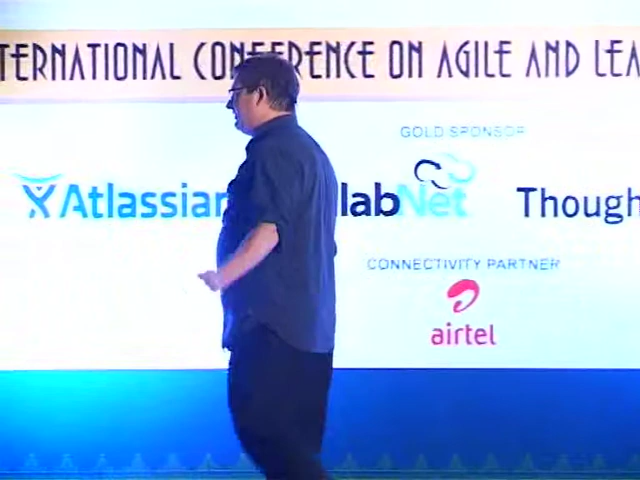 TERNATIONAL CONFERENCE ON AGILE AND LEA
GOLD SPONSOR
Atlassian labNet Though
CONNECTIVITY PARTNER
airtel